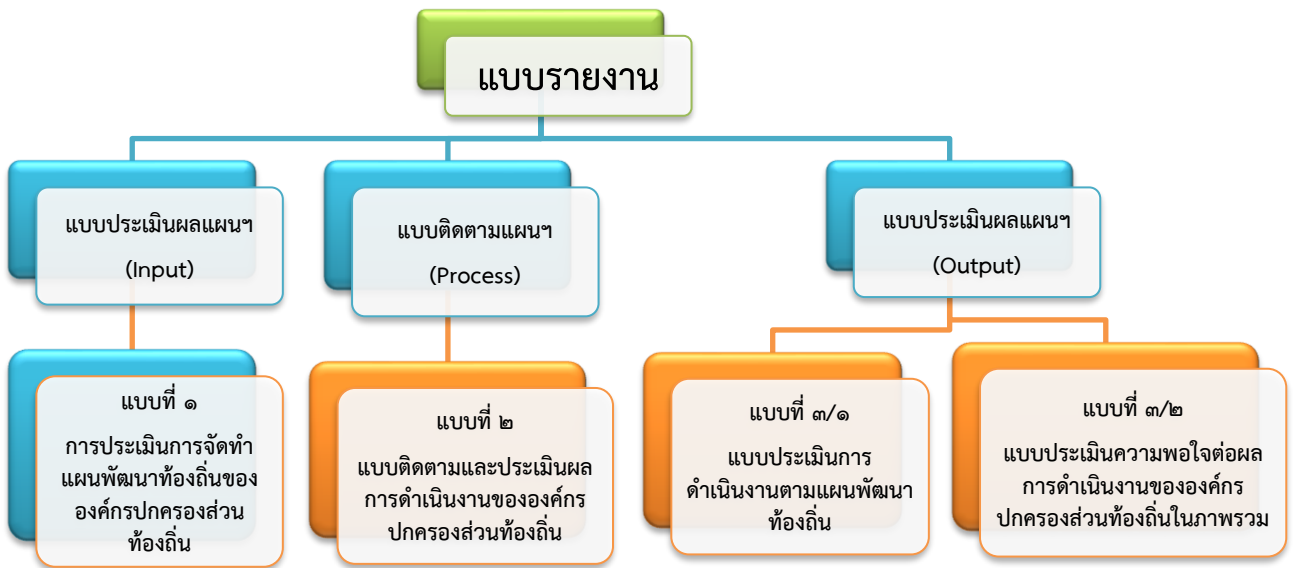 แบบรายงาน
แบบประเมินผลแผนฯ
(Input)
แบบติดตามแผนฯ
(Process)
แบบประเมินผลแผนฯ
(Output)
แบบที่ ๑
การประเมินการจัดทำ
แผนพัฒนาท้องถิ่นของ
องค์กรปกครองส่วน
ท้องถิ่น
แบบที่ ๒
แบบติดตามและประเมินผล
การดำเนินงานขององค์กร
ปกครองส่วนท้องถิ่น
แบบที่ ๓/๑
แบบประเมินการ
ดำเนินงานตามแผนพัฒนา
ท้องถิ่น
แบบที่ ๓/๒
แบบประเมินความพอใจต่อผล
การดำเนินงานขององค์กร
ปกครองส่วนท้องถิ่นในภาพรวม